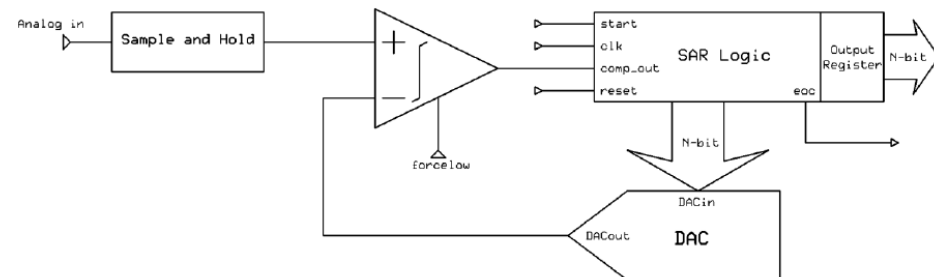 Analog in
Sample and Hold
+
−
forcelow
start
clk
comp_out
reset
SAR Logic
eoc
Output
Register
N-bit
N-bit
DACin
DACout
DAC